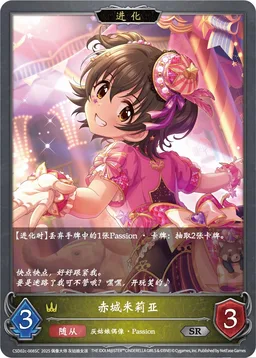 进化
【进化时】丢弃手牌中的1张Passion・卡牌：抽取2张卡牌。
快点快点，好好跟紧我。
要是迷路了我可不管哦？嘿嘿，开玩笑的♪
3
赤城米莉亚
3
随从
灰姑娘偶像・Passion
SR